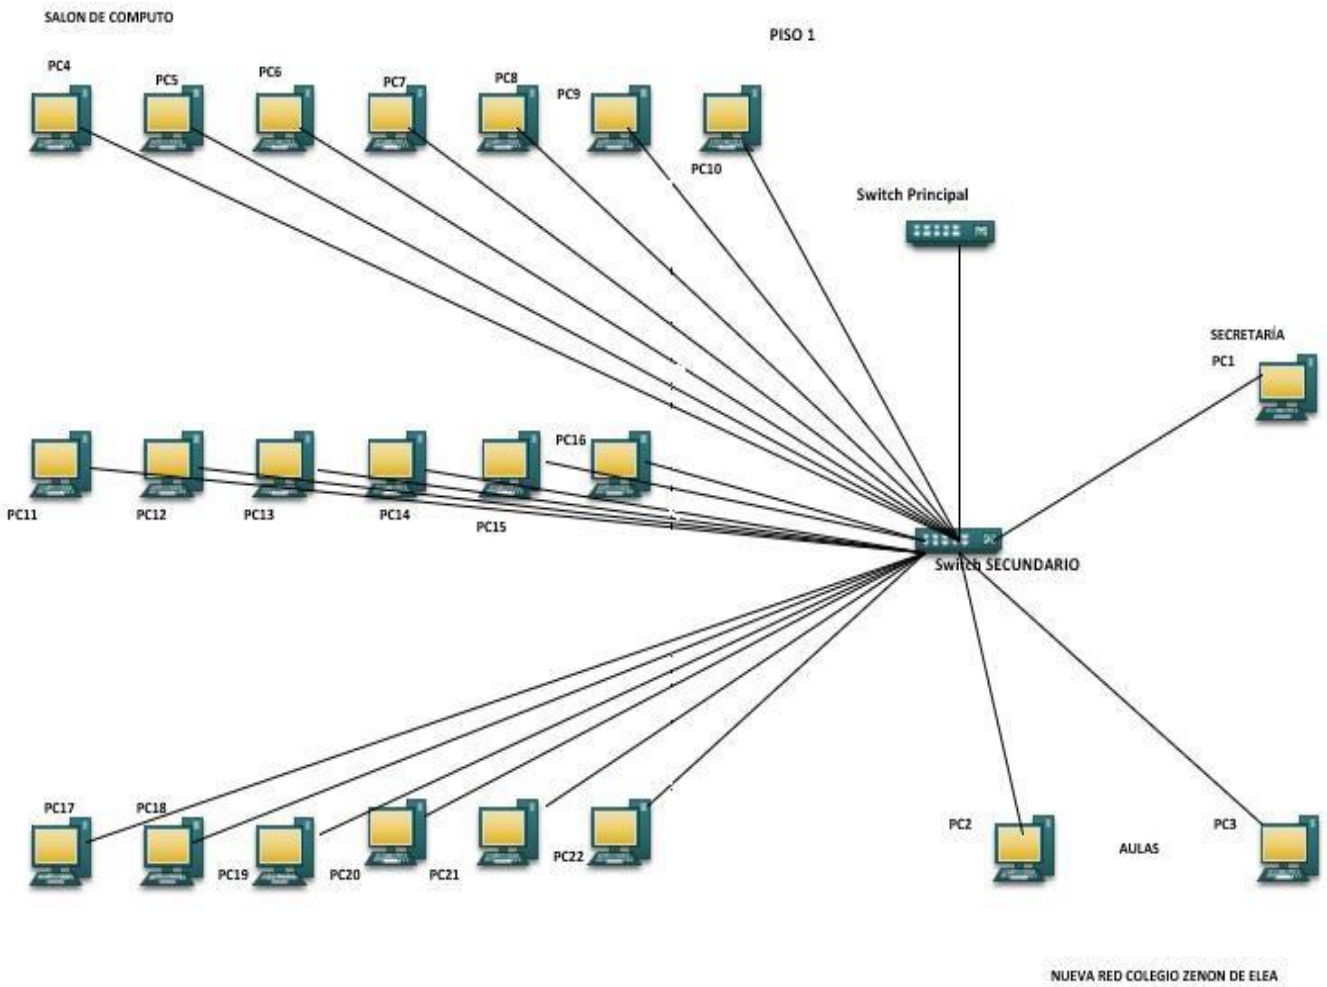 SALON DE COMPUTO
PISO 1
PC4
PC5
PC6
PC7
PC8
PC9
PC10
Switch Principal
SECRETARÍA
PC1
PC16
PC11
PC12
PC13
PC14
PC15
Switch SECUNDARIO
PC17
PC18
PC19
PC20
PC21
PC22
PC2
AULAS
PC3
NUEVA RED COLEGIO ZENON DE ELEA